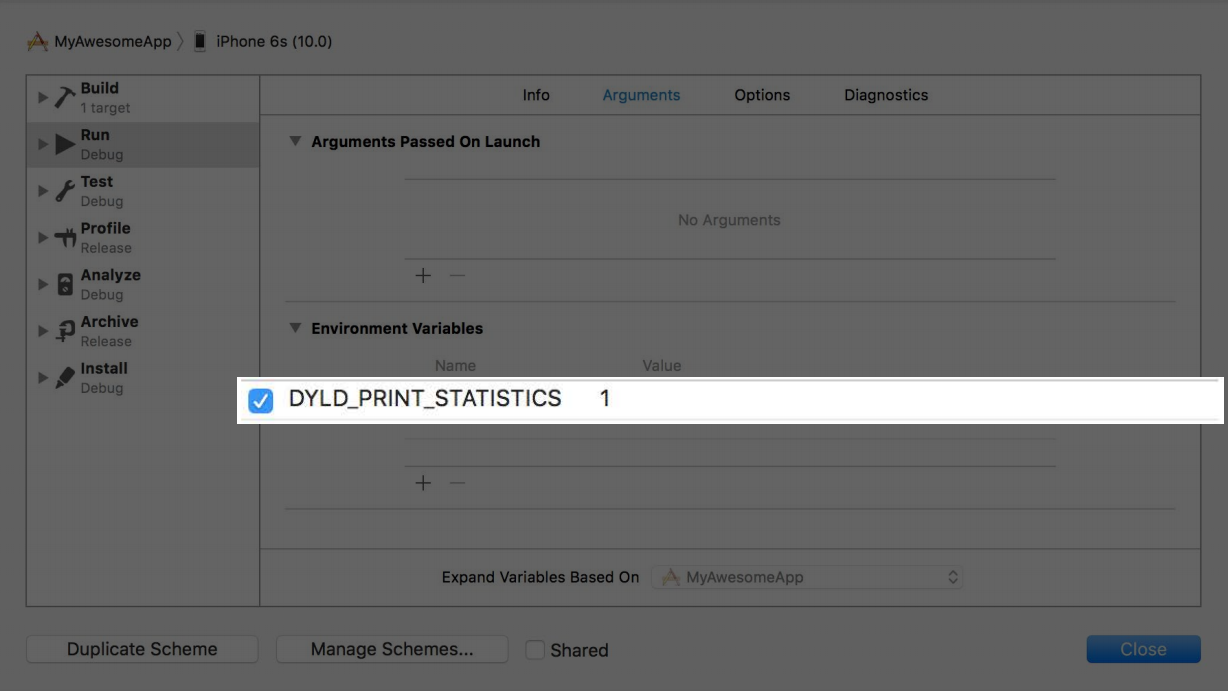 MyAwesomeApp iPhone 6s (10.0)
Build
1 target
Run
Debug
Test
Debug
Profile
Release
Analyze
Debug
Archive
Release
Install
Debug
Info Arguments Options Diagnostics
Arguments Passed On Launch
No Arguments
Environment Variables
Name Value
DYLD_PRINT_STATISTICS 1
Expand Variables Based On MyAwesomeApp
Duplicate Scheme Manage Schemes... Shared Close